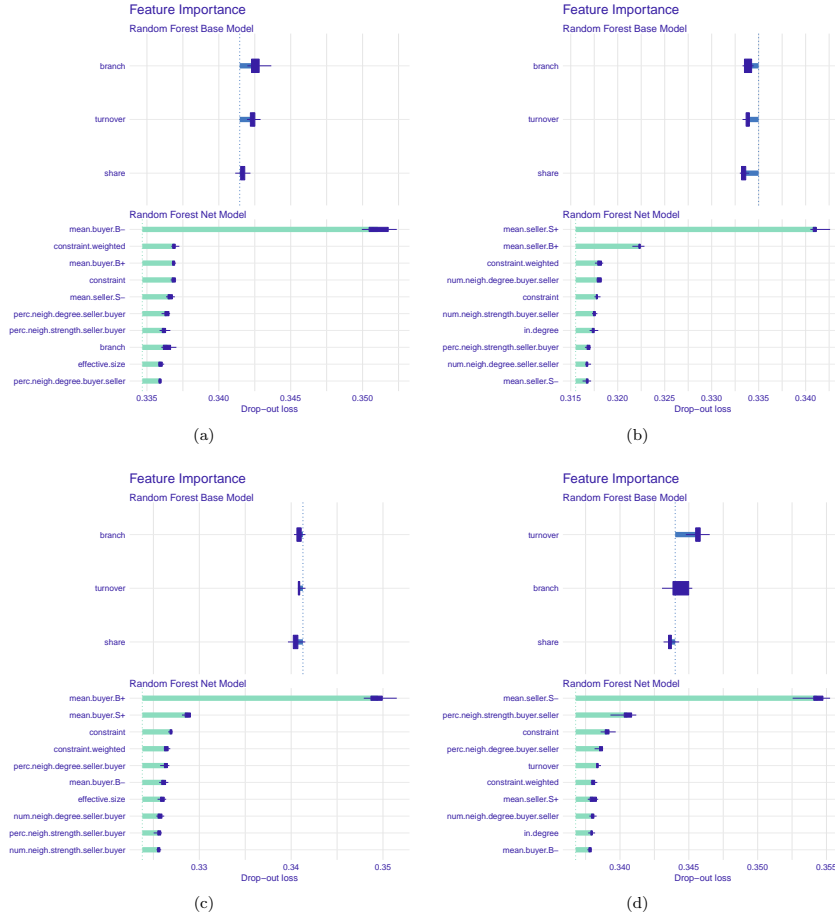 Feature Importance
Random Forest Base Model
branch
turnover
share
Random Forest Net Model
mean.buyer.B−
constraint.weighted
mean.buyer.B+
constraint
mean.seller.S−
perc.neigh.degree.seller.buyer
perc.neigh.strength.seller.buyer
branch
effective.size
perc.neigh.degree.buyer.seller
0.335 0.340 0.345 0.350
Drop−out loss
(a)
Feature Importance
Random Forest Base Model
branch
turnover
share
Random Forest Net Model
mean.seller.S+
mean.seller.B+
constraint.weighted
num.neigh.degree.buyer.seller
constraint
num.neigh.strength.buyer.seller
in.degree
perc.neigh.strength.seller.buyer
num.neigh.degree.seller.seller
mean.seller.S−
0.315 0.320 0.325 0.330 0.335 0.340
Drop−out loss
(b)
Feature Importance
Random Forest Base Model
branch
turnover
share
Random Forest Net Model
mean.buyer.B+
mean.buyer.S+
constraint
constraint.weighted
perc.neigh.degree.seller.buyer
mean.buyer.B−
effective.size
num.neigh.degree.seller.buyer
perc.neigh.strength.seller.buyer
num.neigh.strength.seller.buyer
0.33 0.34 0.35
Drop−out loss
(c)
Feature Importance
Random Forest Base Model
turnover
branch
share
Random Forest Net Model
mean.seller.S−
perc.neigh.strength.buyer.seller
constraint
perc.neigh.degree.buyer.seller
turnover
constraint.weighted
mean.seller.S+
num.neigh.degree.buyer.seller
in.degree
mean.buyer.B−
0.340 0.345 0.350 0.355
Drop−out loss
(d)